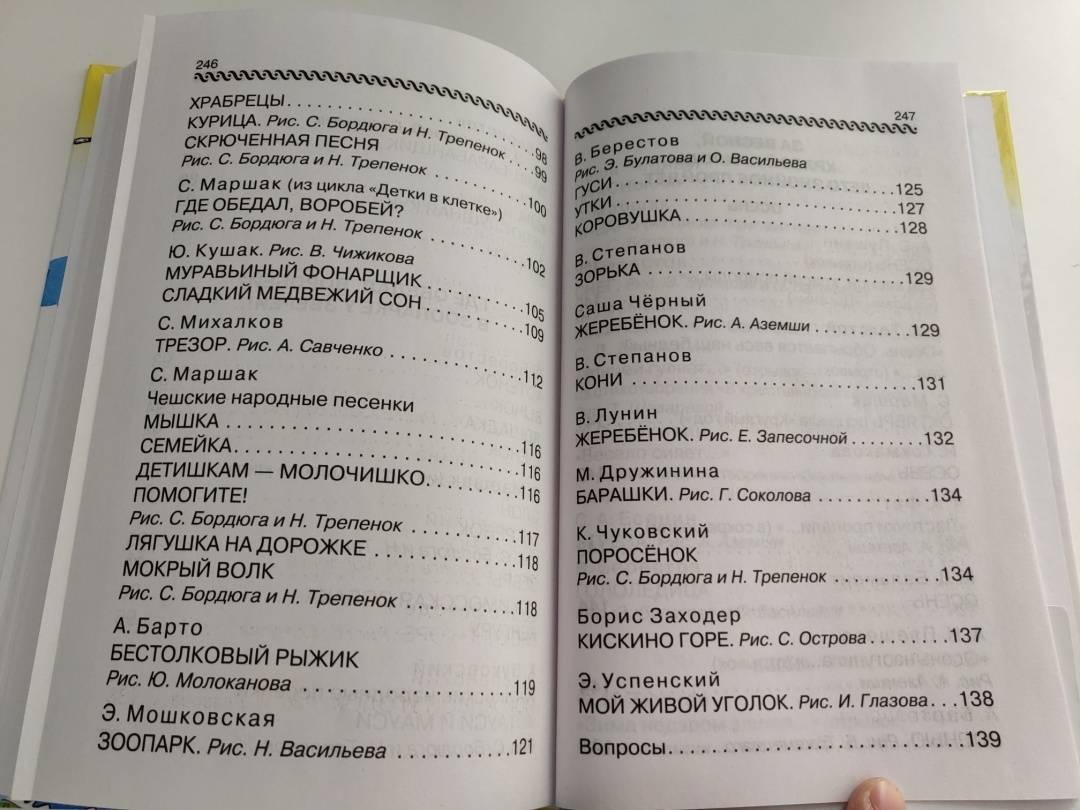 246
ХРАБРЕЦЫ
КУРИЦА. Рис. С. Бордюга и Н. Трепенок 98
СКРЮЧЕННАЯ ПЕСНЯ
Рис. С. Бордюга и Н. Трепенок 99
С. Маршак (из цикла «Детки в клетке») 100
ГДЕ ОБЕДАЛ, ВОРОБЕЙ?
Рис. С. Бордюга и Н. Трепенок 102
Ю. Кушак. Рис. В. Чижикова
МУРАВЬИНЫЙ ФОНАРЩИК 105
СЛАДКИЙ МЕДВЕЖИЙ СОН 109
С. Михалков
ТРЕЗОР. Рис. А. Савченко 112
С. Маршак
Чешские народные песенки
МЫШКА 116
СЕМЕЙКА 116
ДЕТИШКАМ — МОЛОЧИШКО 116
ПОМОГИТЕ!
Рис. С. Бордюга и Н. Трепенок 117
ЛЯГУШКА НА ДОРОЖКЕ 118
МОКРЫЙ ВОЛК
Рис. С. Бордюга и Н. Трепенок 118
А. Барто
БЕСТОЛКОВЫЙ РЫЖИК
Рис. Ю. Молоканова 119
Э. Мошковская
ЗООПАРК. Рис. Н. Васильева 121
247
В. Берестов
Рис. Э. Булатова и О. Васильева
ГУСИ 125
УТКИ 127
КОРОВУШКА 128
В. Степанов
ЗОРЬКА 129
Саша Чёрный
ЖЕРЕБЁНОК. Рис. А. Аземши 129
В. Степанов
КОНИ 131
В. Лунин
ЖЕРЕБЁНОК. Рис. Е. Запесочной 132
М. Дружинина
БАРАШКИ. Рис. Г. Соколова 134
К. Чуковский
ПОРОСЁНОК
Рис. С. Бордюга и Н. Трепенок 134
Борис Заходер
КИСКИНО ГОРЕ. Рис. С. Острова 137
Э. Успенский
МОЙ ЖИВОЙ УГОЛОК. Рис. И. Глазова 138
Вопросы 139